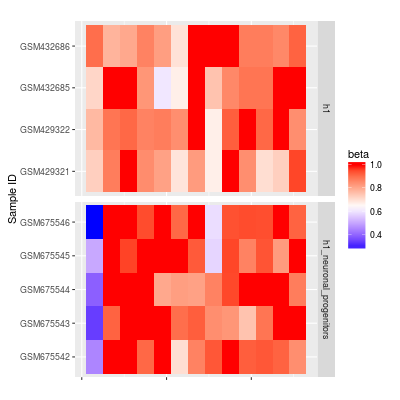 GSM432686
GSM432685
GSM429322
GSM429321
h1
GSM675546
GSM675545
GSM675544
GSM675543
GSM675542
h1_neuronal_progenitors
Sample ID
beta
1.0
0.8
0.6
0.4